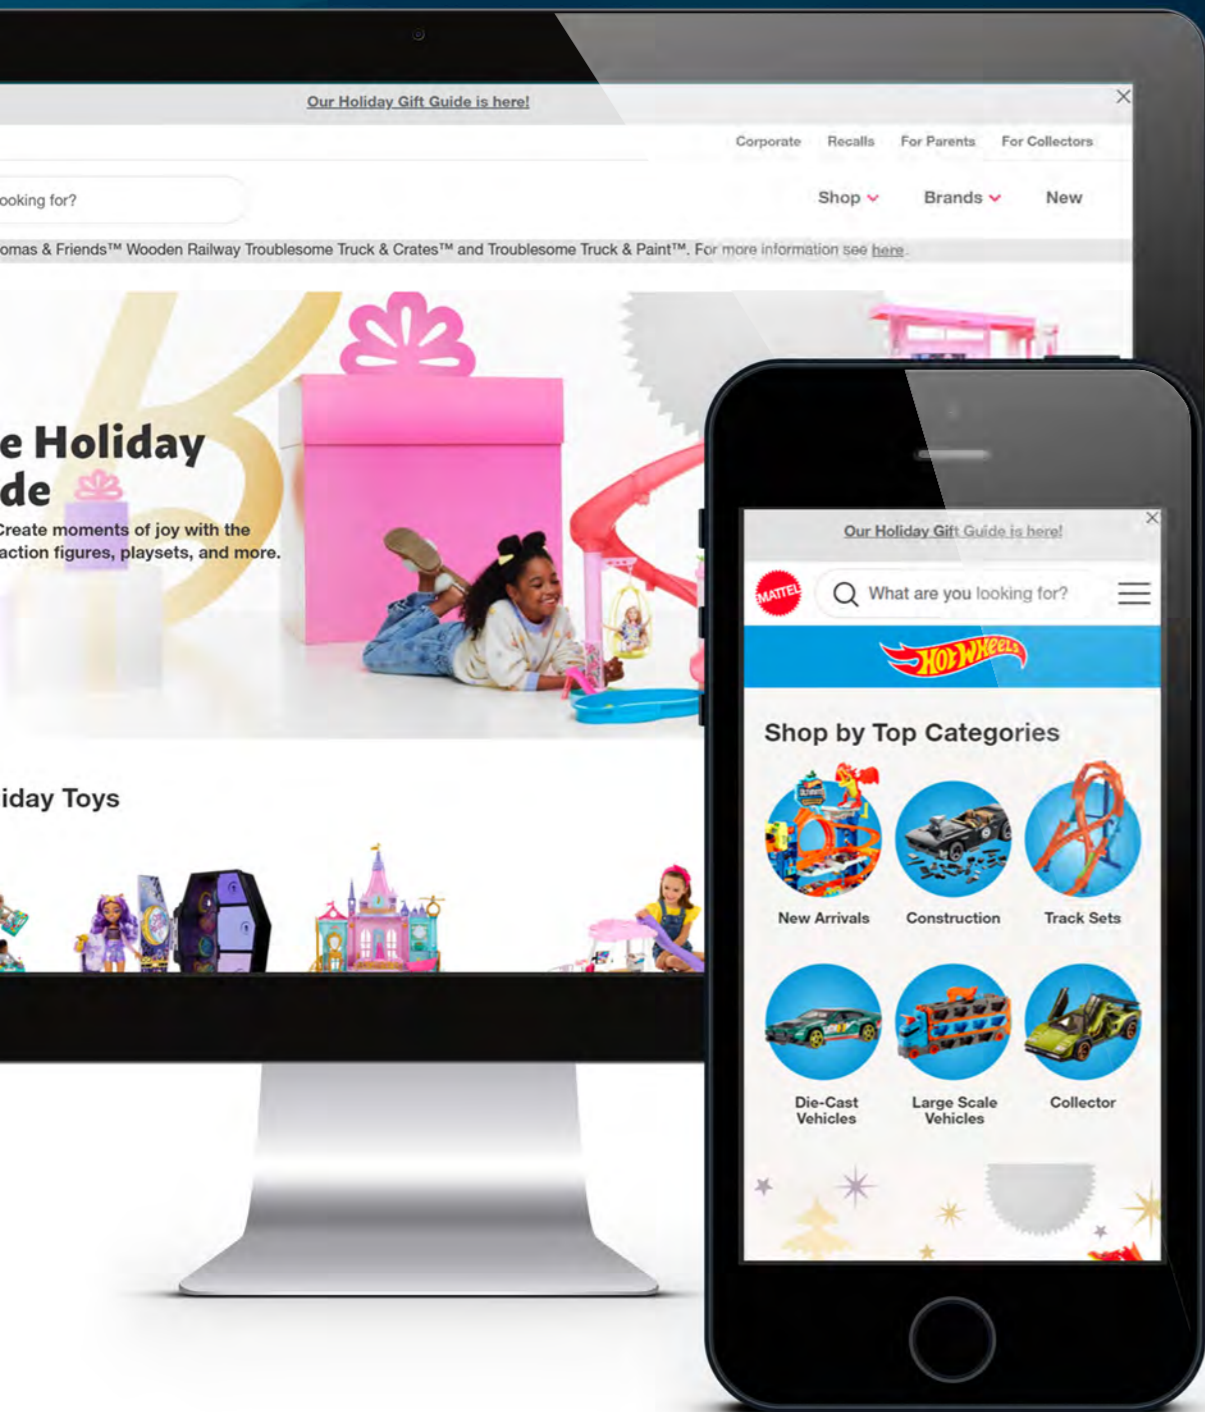 Our Holiday Gift Guide is here!
Corporate Recalls For Parents For Collectors
ooking for?
Shop Brands New
omas & Friends™ Wooden Railway Troublesome Truck & Crates™ and Troublesome Truck & Paint™. For more information see here.
e Holiday
de
Create moments of joy with the
action figures, playsets, and more.
iday Toys
Our Holiday Gift Guide is here!
MATTEL
What are you looking for?
HOT WHEELS
Shop by Top Categories
New Arrivals Construction Track Sets
Die-Cast Large Scale Collector
Vehicles Vehicles